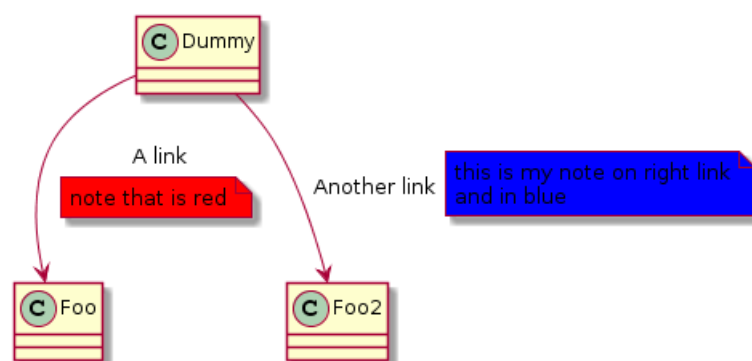 C Dummy
A link
note that is red
Another link
this is my note on right link
and in blue
C Foo
C Foo2